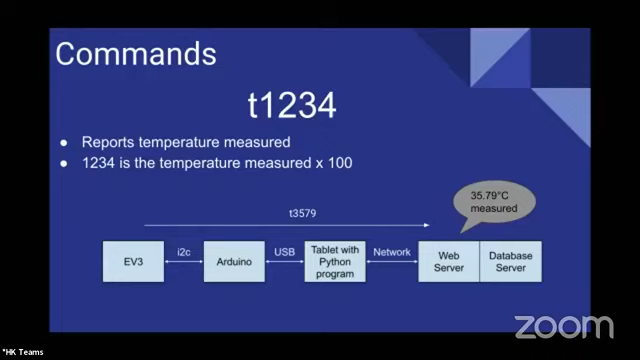 Commands
t1234
● Reports temperature measured
● 1234 is the temperature measured x 100
35.79°C
measured
t3579
EV3
i2c
Arduino
USB
Tablet with
Python
program
Network
Web
Server
Database
Server
zoom
*HK Teams